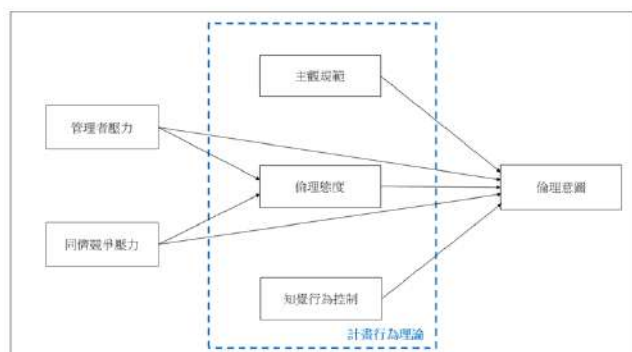 主觀規範
管理者壓力
倫理態度
倫理意圖
同儕競爭壓力
知覺行為控制
計畫行為理論